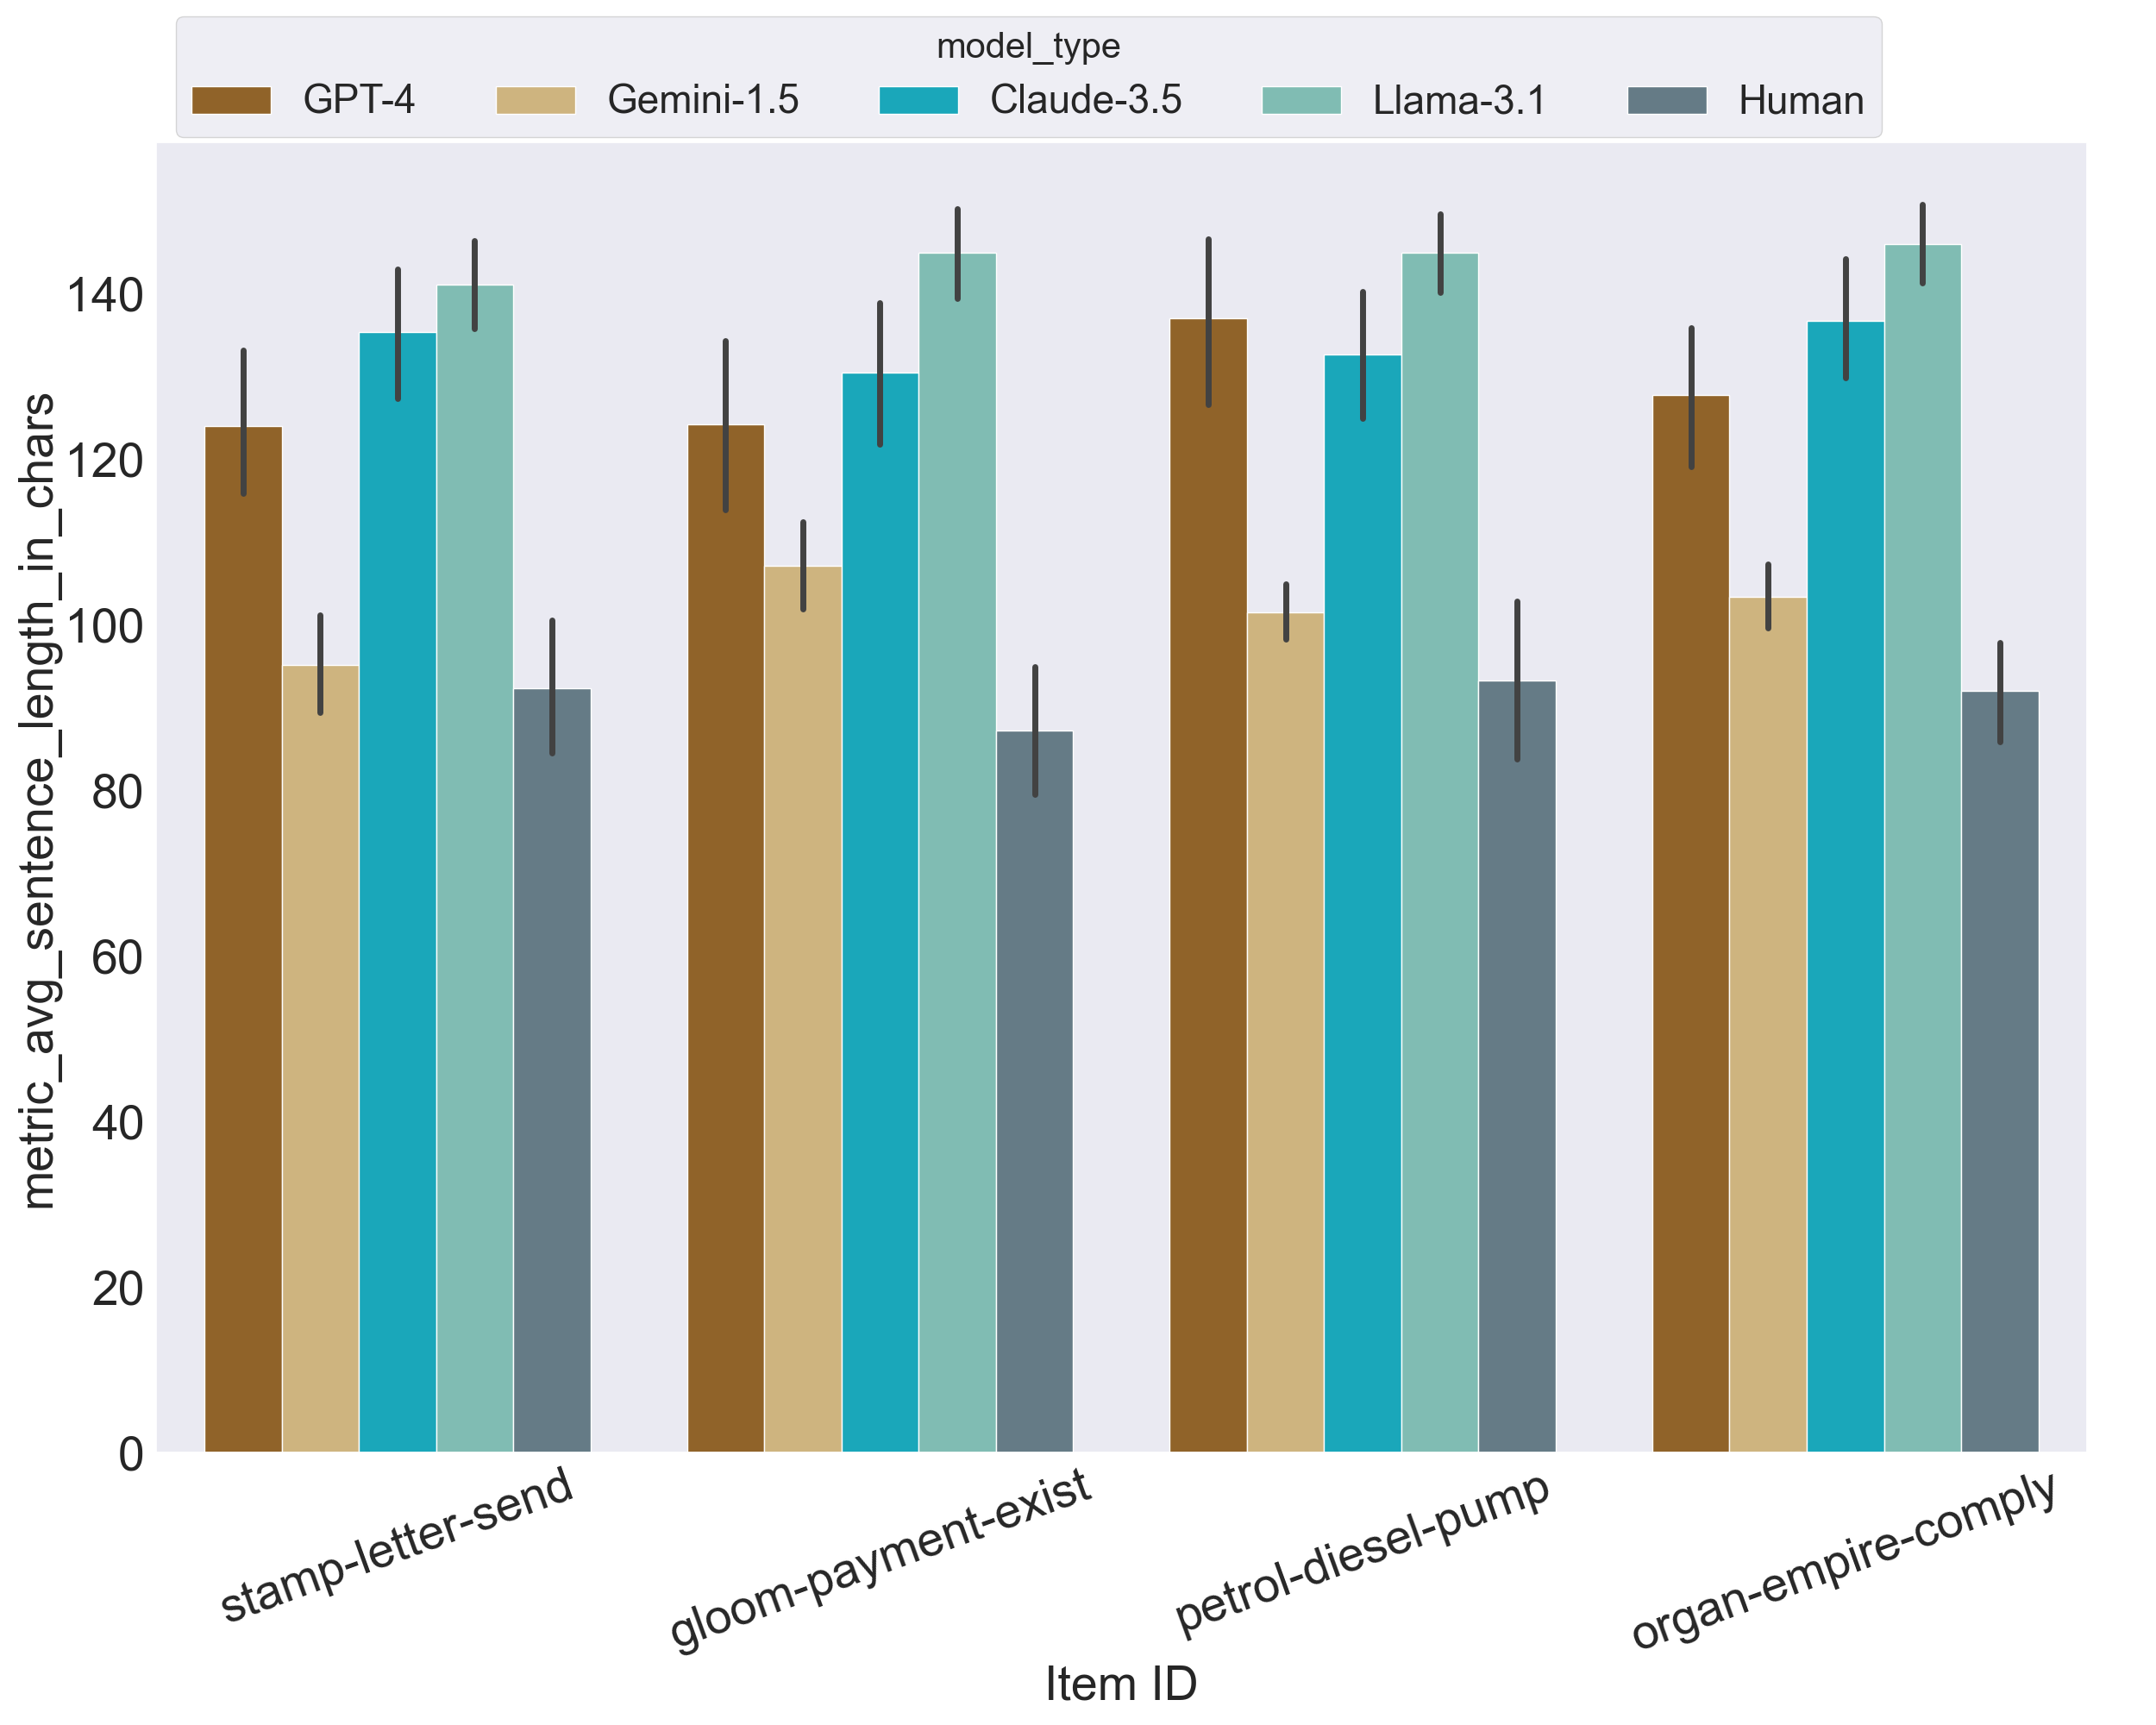 model_type
GPT-4 Gemini-1.5 Claude-3.5 Llama-3.1 Human
metric_avg_sentence_length_in_chars
140
120
100
80
60
40
20
0
stamp-letter-send
gloom-payment-exist
petrol-diesel-pump
organ-empire-comply
Item ID